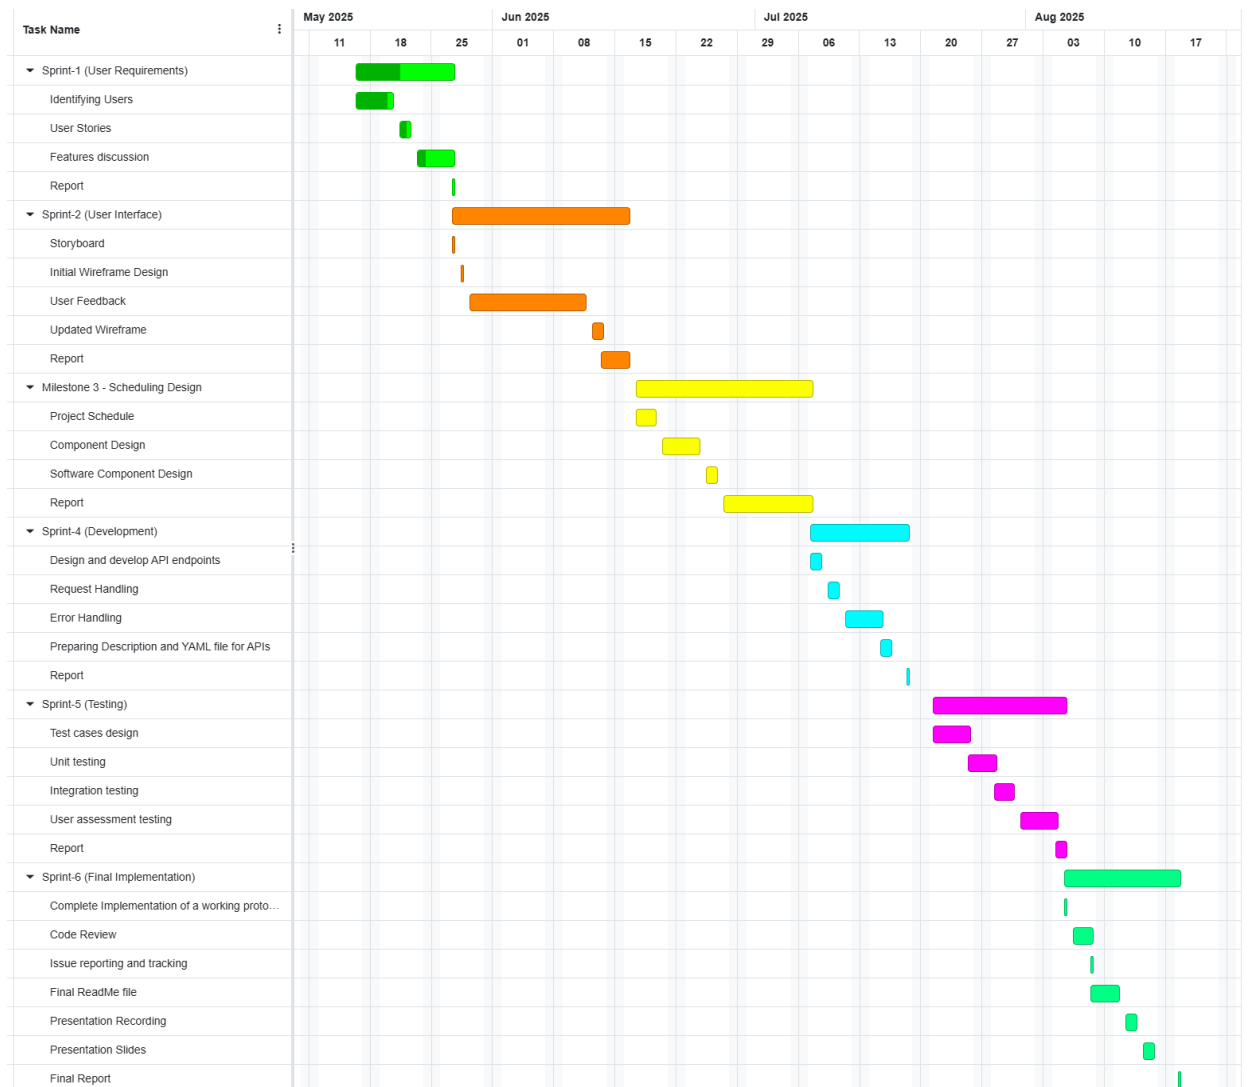 May 2025 Jun 2025 Jul 2025 Aug 2025
Task Name
11 18 25 01 08 15 22 29 06 13 20 27 03 10 17
Sprint-1 (User Requirements)
Identifying Users
User Stories
Features discussion
Report
Sprint-2 (User Interface)
Storyboard
Initial Wireframe Design
User Feedback
Updated Wireframe
Report
Milestone 3 - Scheduling Design
Project Schedule
Component Design
Software Component Design
Report
Sprint-4 (Development)
Design and develop API endpoints
Request Handling
Error Handling
Preparing Description and YAML file for APIs
Report
Sprint-5 (Testing)
Test cases design
Unit testing
Integration testing
User assessment testing
Report
Sprint-6 (Final Implementation)
Complete Implementation of a working proto...
Code Review
Issue reporting and tracking
Final ReadMe file
Presentation Recording
Presentation Slides
Final Report